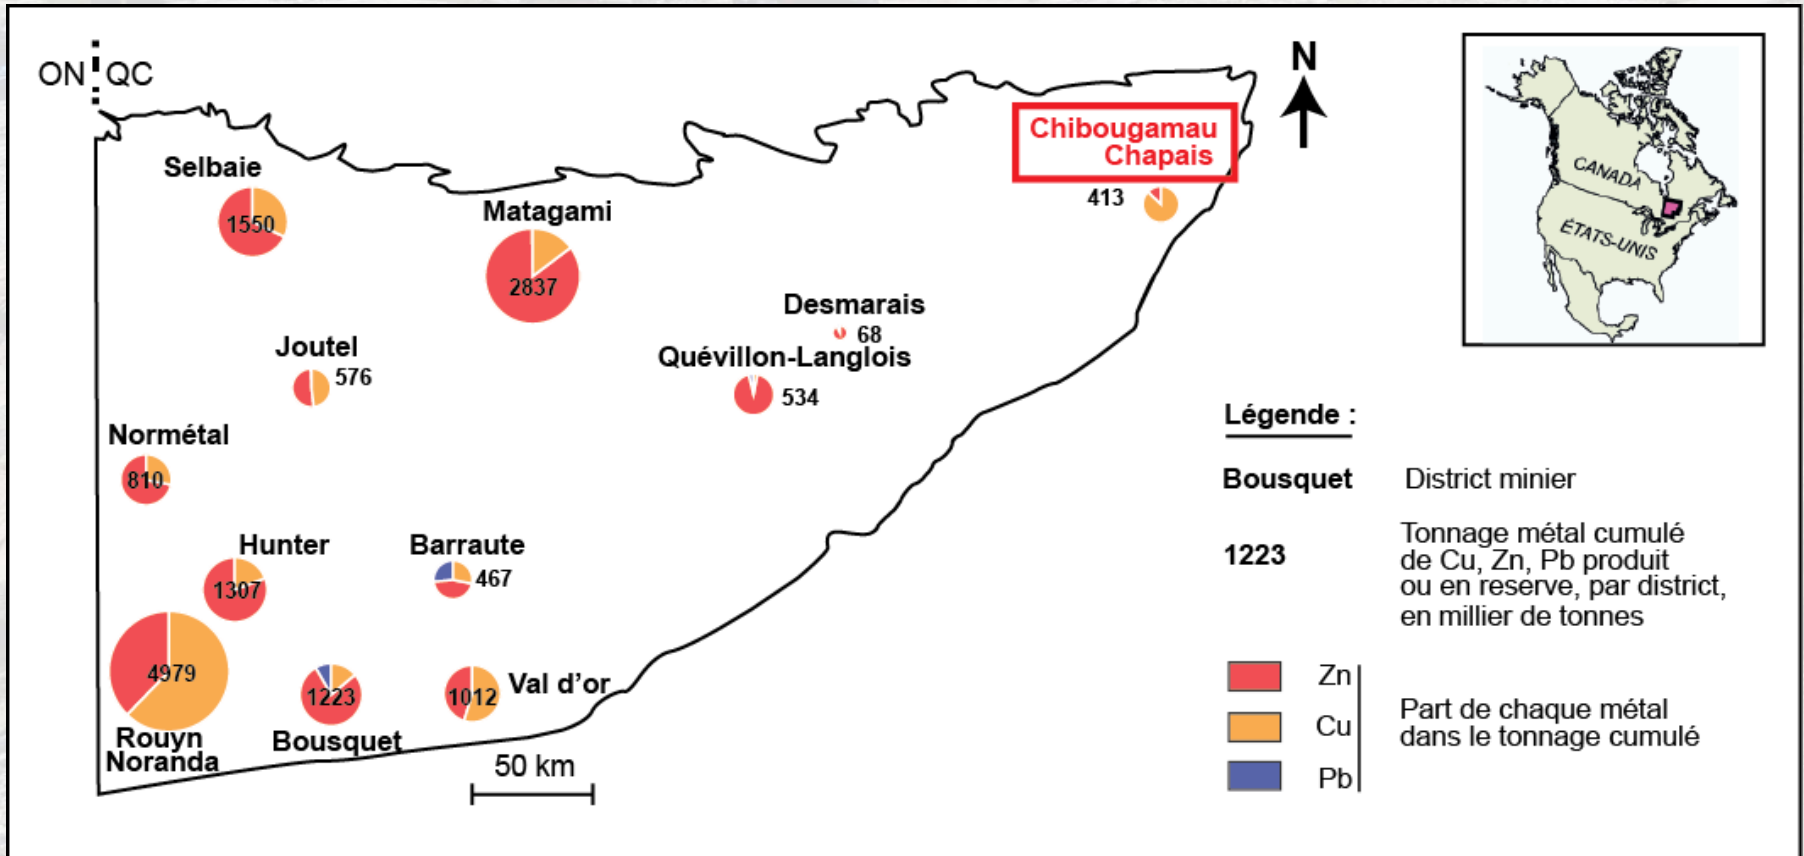 ON QC
N
Chibougamau
Chapais
413
Selbaie
1550
Matagami
2837
Desmarais
68
Quévillon-Langlois
534
Joutel
576
Normétal
810
Hunter
1307
Barraute
467
4979
Rouyn
Noranda
1223
Bousquet
1012
Val d’or
50 km
CANADA
ÉTATS-UNIS
Légende :
Bousquet District minier
1223
Tonnage métal cumulé
de Cu, Zn, Pb produit
ou en reserve, par district,
en millier de tonnes
Zn
Cu
Pb
Part de chaque métal
dans le tonnage cumulé